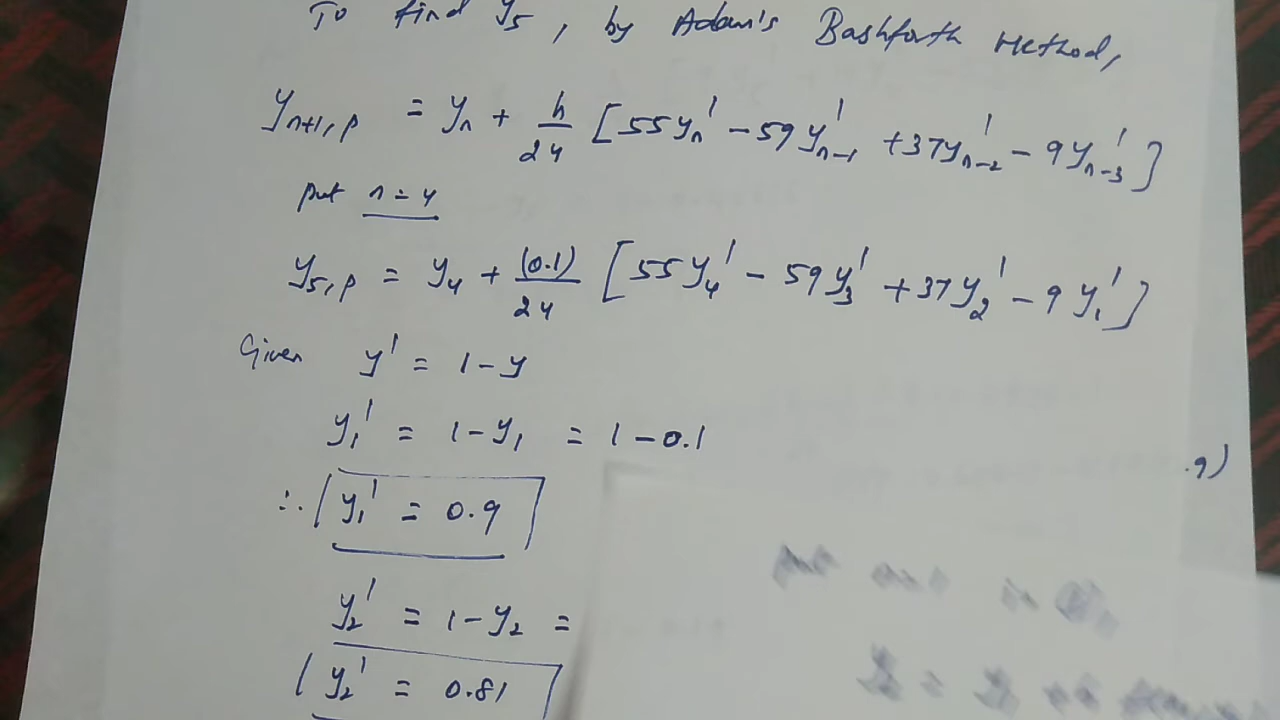 To find y₅, by Adam's Bashforth Method,
yₙ₊₁,ₚ = yₙ + h/24 [55yₙ' - 59y'ₙ₋₁ + 37y'ₙ₋₂ - 9y'ₙ₋₃]
put n = 4
y₅,ₚ = y₄ + (0.1)/24 [55y₄' - 59y₃' + 37y₂' - 9y₁']
Given y' = 1 - y
y₁' = 1 - y₁ = 1 - 0.1
.9)
∴ y₁' = 0.9
y₂' = 1 - y₂ =
y₂' = 0.81